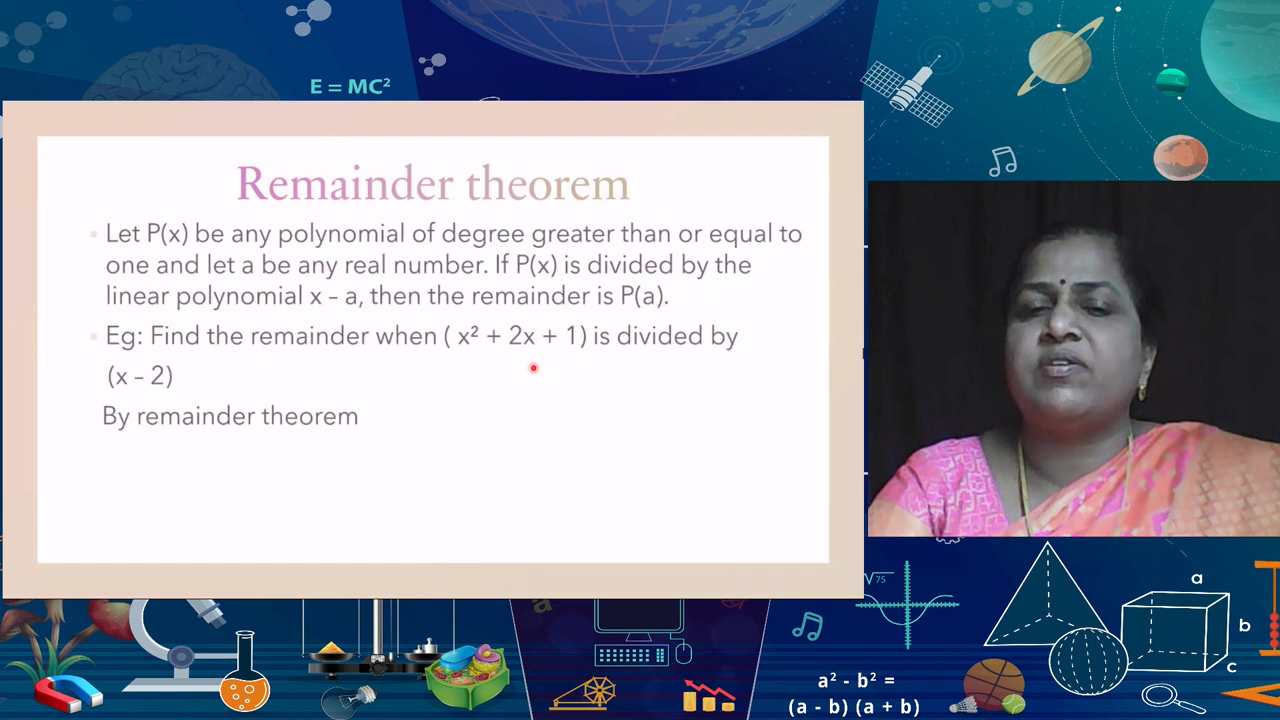 E = MC²
Remainder theorem
Let P(x) be any polynomial of degree greater than or equal to
one and let a be any real number. If P(x) is divided by the
linear polynomial x – a, then the remainder is P(a).
Eg: Find the remainder when ( x² + 2x + 1) is divided by
(x – 2)
By remainder theorem
√75
a
b
c
a² - b² =
(a - b) (a + b)